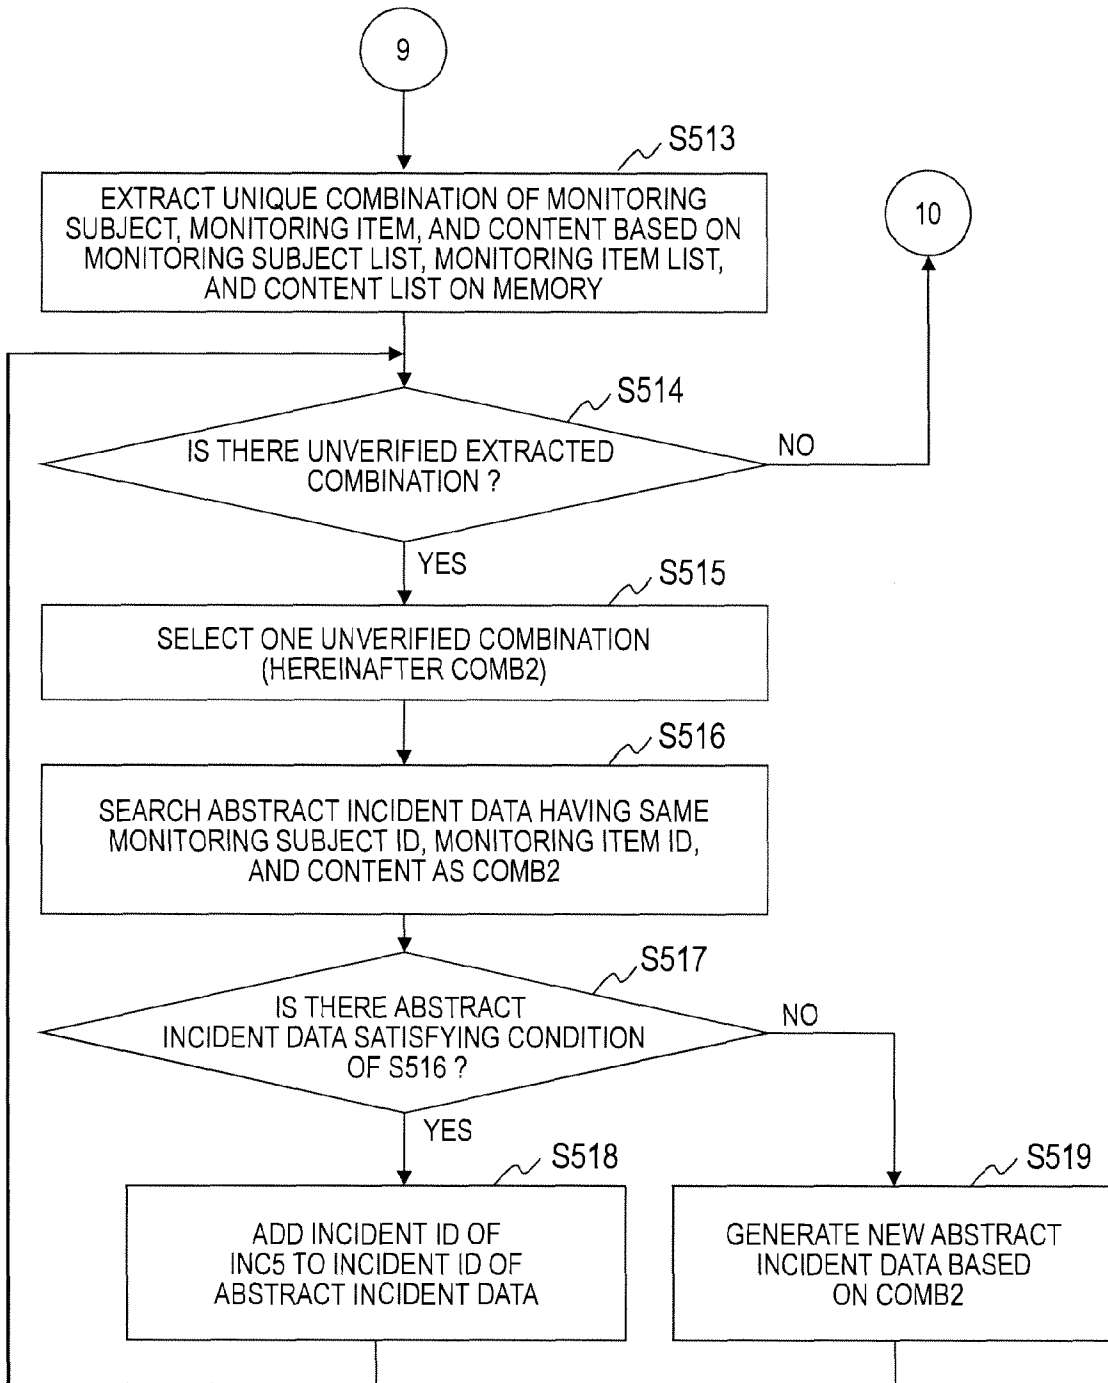 9
S513
EXTRACT UNIQUE COMBINATION OF MONITORING
SUBJECT, MONITORING ITEM, AND CONTENT BASED ON
MONITORING SUBJECT LIST, MONITORING ITEM LIST,
AND CONTENT LIST ON MEMORY
10
S514
IS THERE UNVERIFIED EXTRACTED
COMBINATION ?
NO
YES
S515
SELECT ONE UNVERIFIED COMBINATION
(HEREINAFTER COMB2)
S516
SEARCH ABSTRACT INCIDENT DATA HAVING SAME
MONITORING SUBJECT ID, MONITORING ITEM ID,
AND CONTENT AS COMB2
S517
IS THERE ABSTRACT
INCIDENT DATA SATISFYING CONDITION
OF S516 ?
NO
YES
S518
ADD INCIDENT ID OF
INC5 TO INCIDENT ID OF
ABSTRACT INCIDENT DATA
S519
GENERATE NEW ABSTRACT
INCIDENT DATA BASED
ON COMB2